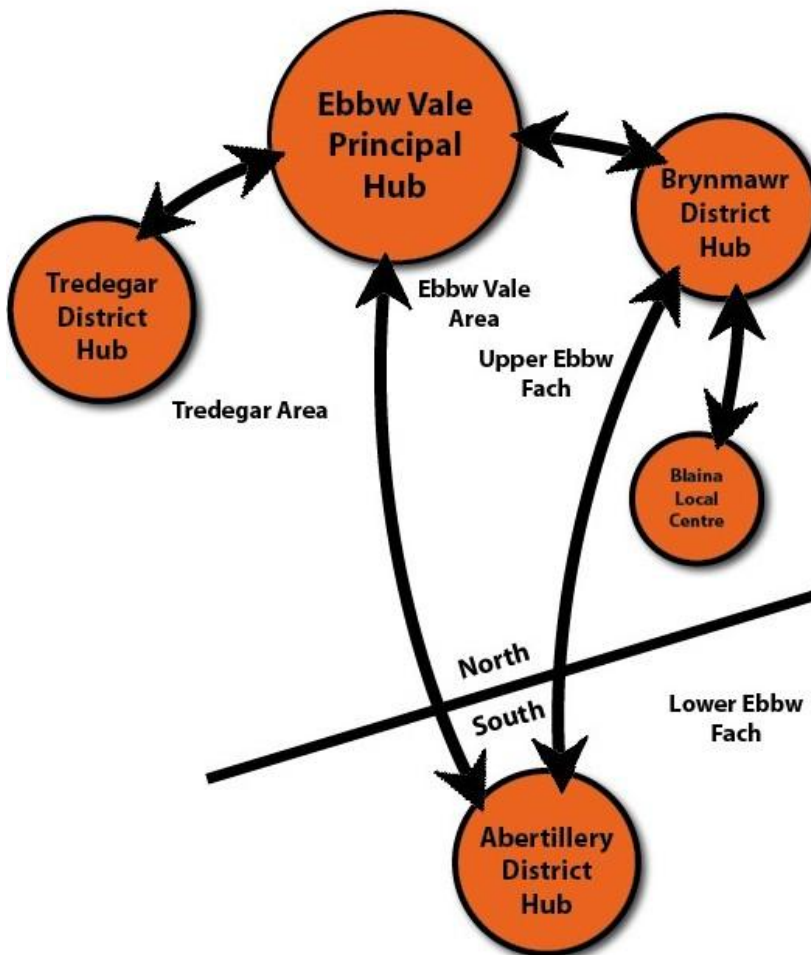 Ebbw Vale
Principal
Hub
Brynmawr
District
Hub
Tredegar
District
Hub
Ebbw Vale
Area
Upper Ebbw
Fach
Tredegar Area
Blaina
Local
Centre
North
South
Lower Ebbw
Fach
Abertillery
District
Hub